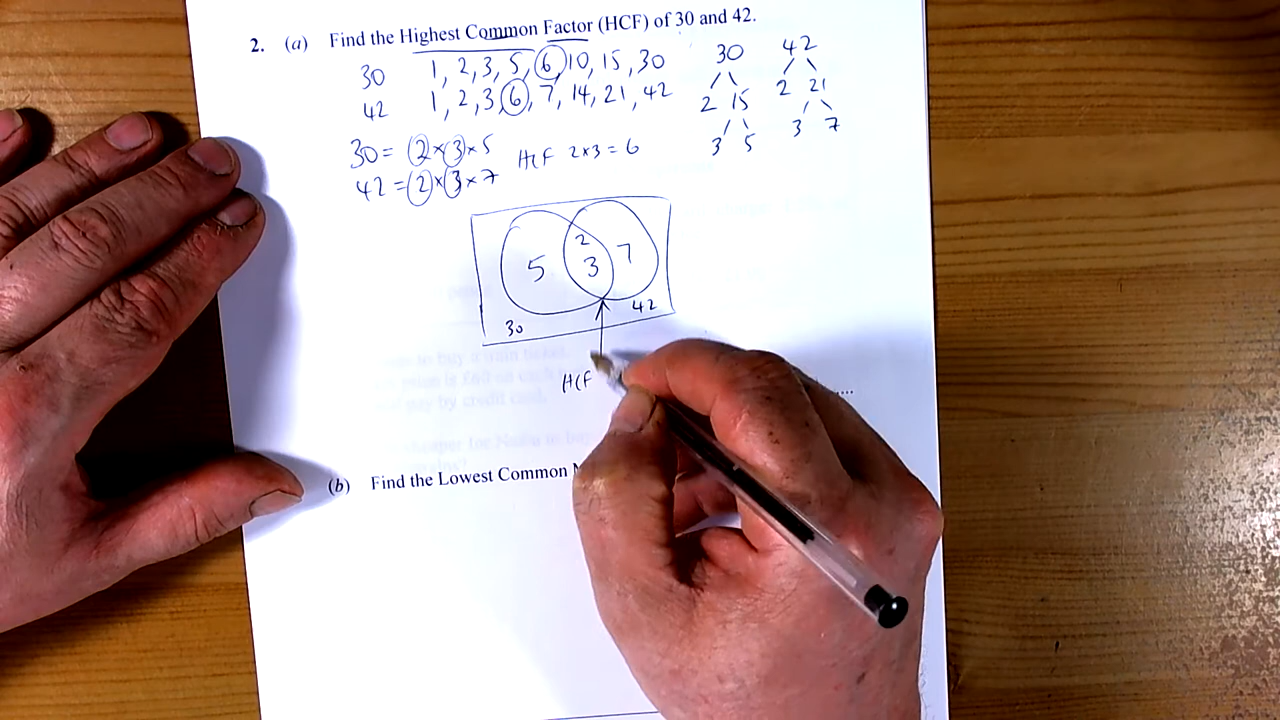 2. (a) Find the Highest Common Factor (HCF) of 30 and 42.
30 1, 2, 3, 5, 6, 10, 15, 30
42 1, 2, 3, 6, 7, 14, 21, 42
30 = 2 × 3 × 5
42 = 2 × 3 × 7
HCF 2 × 3 = 6
30
2 15
3 5
42
2 21
3 7
5 2 3 7
30 42
HCF
(b) Find the Lowest Common